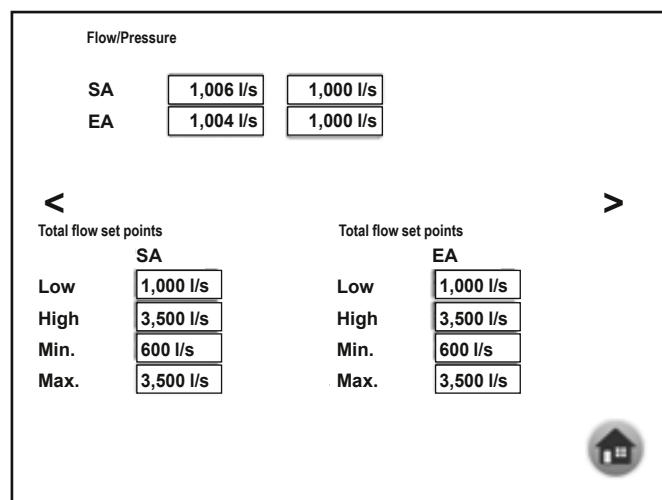 Flow/Pressure
SA 1,006 l/s 1,000 l/s
EA 1,004 l/s 1,000 l/s
< >
Total flow set points Total flow set points
SA EA
Low 1,000 l/s Low 1,000 l/s
High 3,500 l/s High 3,500 l/s
Min. 600 l/s Min. 600 l/s
Max. 3,500 l/s Max. 3,500 l/s